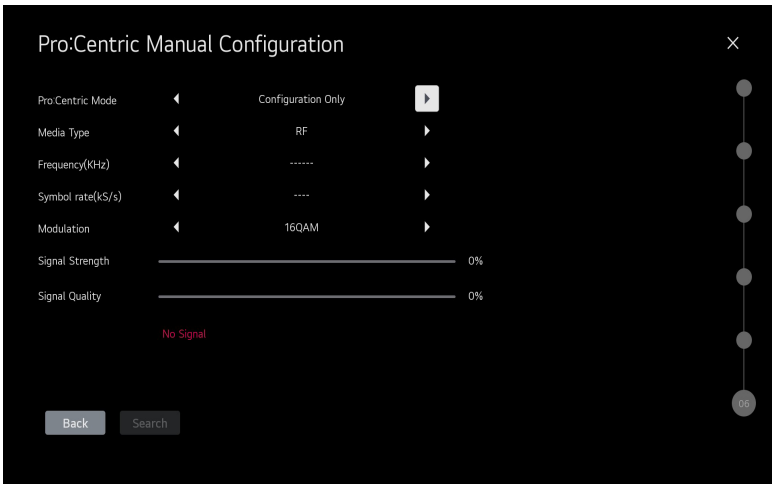 Pro:Centric Manual Configuration
Pro:Centric Mode Configuration Only
Media Type RF
Frequency(KHz) ------
Symbol rate(kS/s) ----
Modulation 16QAM
Signal Strength 0%
Signal Quality 0%
No Signal
06
Back Search